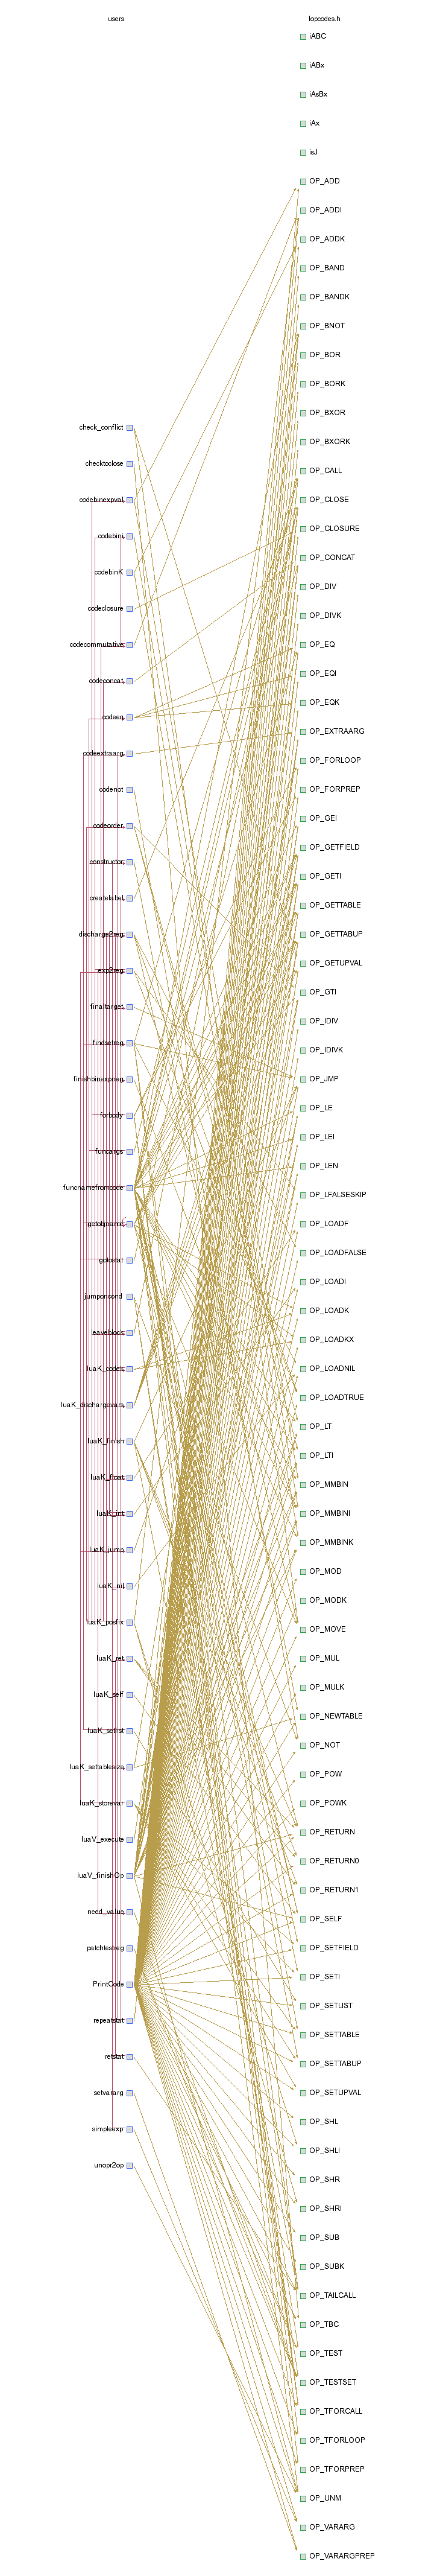 users
lopcodes.h
iABC
iABx
iAsBx
iAx
isJ
OP_ADD
OP_ADDI
OP_ADDK
OP_BAND
OP_BANDK
OP_BNOT
OP_BOR
OP_BORK
OP_BXOR
OP_BXORK
OP_CALL
OP_CLOSE
OP_CLOSURE
OP_CONCAT
OP_DIV
OP_DIVK
OP_EQ
OP_EQI
OP_EQK
OP_EXTRAARG
OP_FORLOOP
OP_FORPREP
OP_GEI
OP_GETFIELD
OP_GETI
OP_GETTABLE
OP_GETTABUP
OP_GETUPVAL
OP_GTI
OP_IDIV
OP_IDIVK
OP_JMP
OP_LE
OP_LEI
OP_LEN
OP_LFALSESKIP
OP_LOADF
OP_LOADFALSE
OP_LOADI
OP_LOADK
OP_LOADKX
OP_LOADNIL
OP_LOADTRUE
OP_LT
OP_LTI
OP_MMBIN
OP_MMBINI
OP_MMBINK
OP_MOD
OP_MODK
OP_MOVE
OP_MUL
OP_MULK
OP_NEWTABLE
OP_NOT
OP_POW
OP_POWK
OP_RETURN
OP_RETURN0
OP_RETURN1
OP_SELF
OP_SETFIELD
OP_SETI
OP_SETLIST
OP_SETTABLE
OP_SETTABUP
OP_SETUPVAL
OP_SHL
OP_SHLI
OP_SHR
OP_SHRI
OP_SUB
OP_SUBK
OP_TAILCALL
OP_TBC
OP_TEST
OP_TESTSET
OP_TFORCALL
OP_TFORLOOP
OP_TFORPREP
OP_UNM
OP_VARARG
OP_VARARGPREP
check_conflict
checktoclose
codebinexpval
codebini
codebinK
codeclosure
codecommutative
codeconcat
codeeq
codeextraarg
codenot
codeorder
constructor
createlabel
discharge2reg
exp2reg
finaltarget
findsetreg
finishbinexpneg
forbody
funcargs
funcnamefromcode
getobjname
gotostat
jumponcond
leaveblock
luaK_codek
luaK_dischargevars
luaK_finish
luaK_float
luaK_int
luaK_jump
luaK_nil
luaK_posfix
luaK_ret
luaK_self
luaK_setlist
luaK_settablesize
luaK_storevar
luaV_execute
luaV_finishOp
need_value
patchtestreg
PrintCode
repeatstat
retstat
setvararg
simpleexp
unopr2op